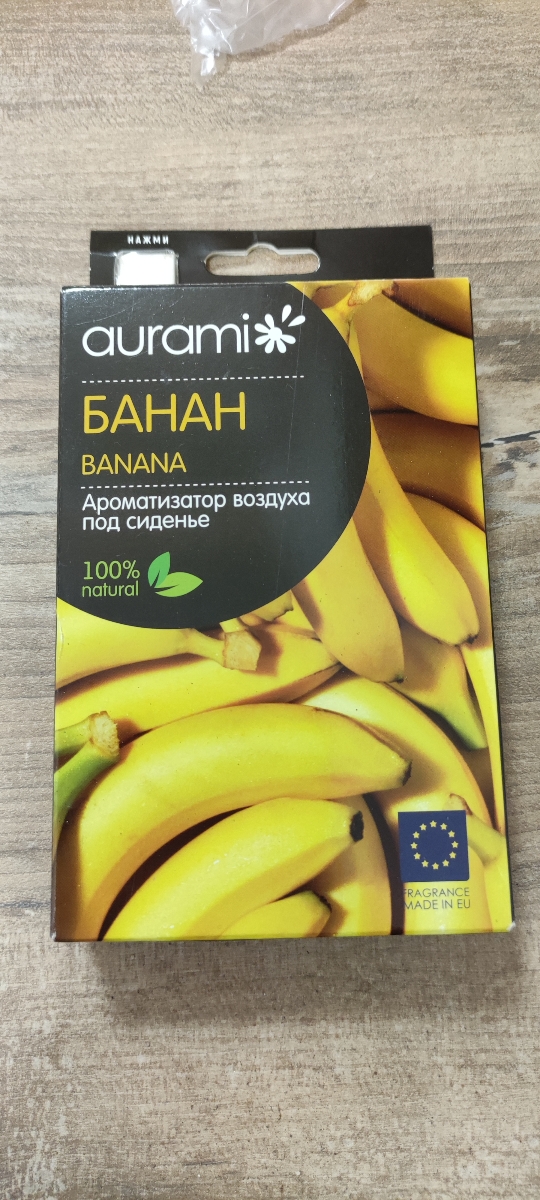 НАЖМИ
aurami
БАНАН
BANANA
Ароматизатор воздуха
под сиденье
100%
natural
FRAGRANCE
MADE IN EU